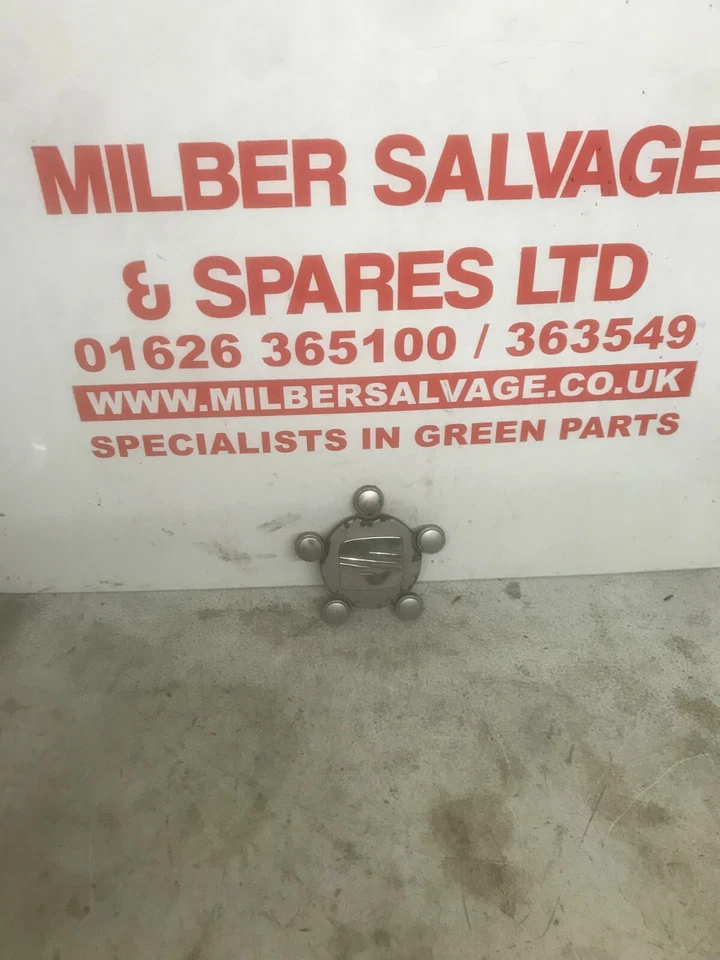 MILBER SALVAGE
& SPARES LTD
01626 365100 / 363549
WWW.MILBERSALVAGE.CO.UK
SPECIALISTS IN GREEN PARTS